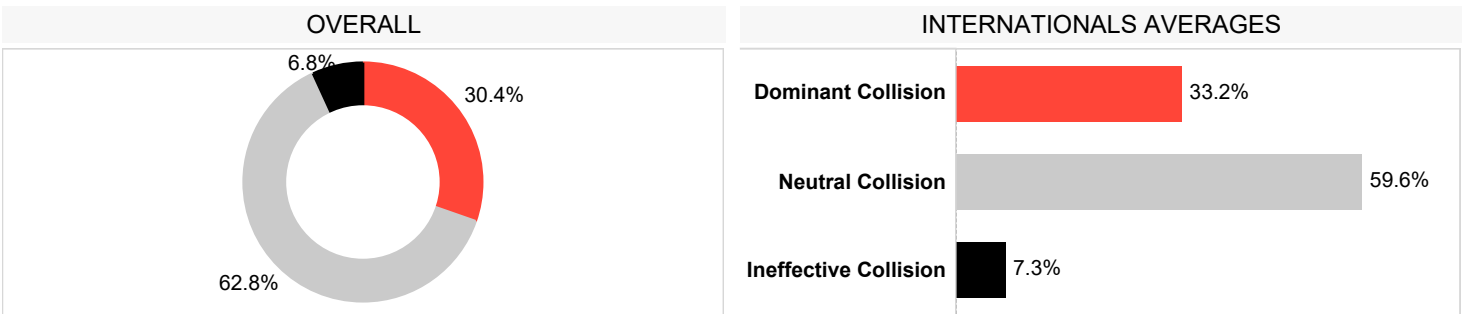 OVERALL
6.8%
30.4%
62.8%
INTERNATIONALS AVERAGES
Dominant Collision
33.2%
Neutral Collision
59.6%
Ineffective Collision
7.3%